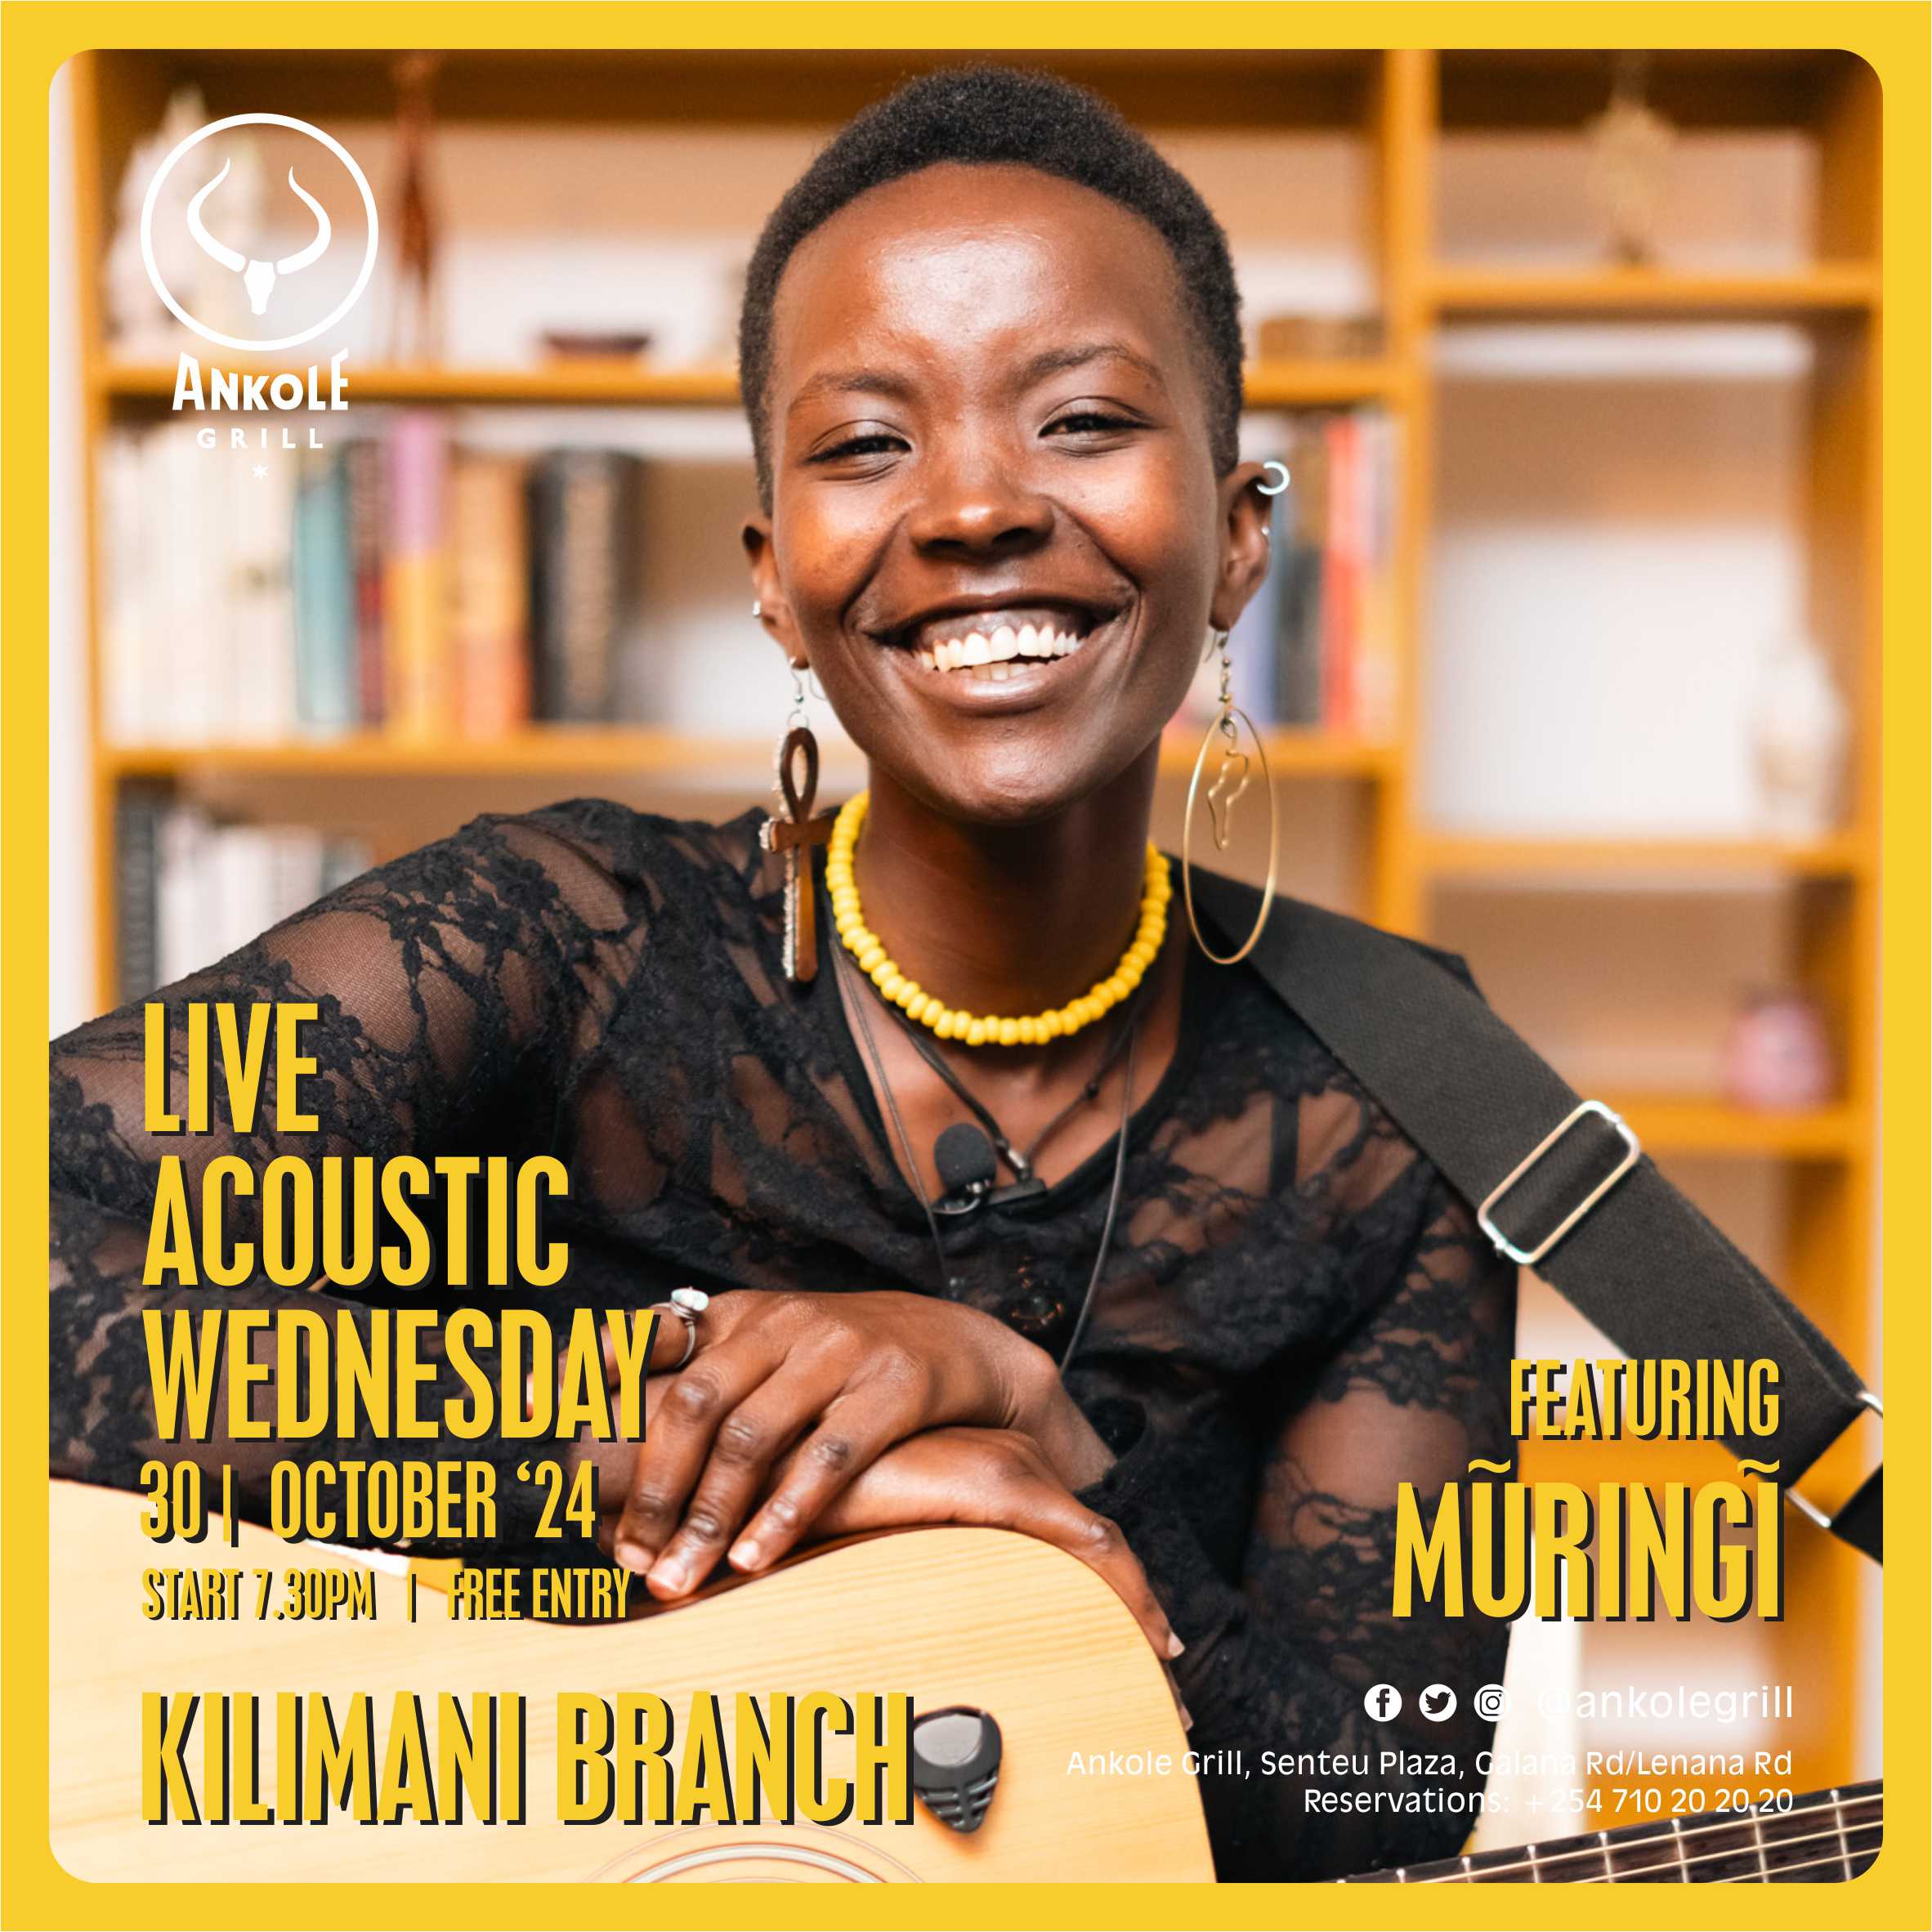 ANKOLE
GRILL
LIVE
ACOUSTIC
WEDNESDAY
30 | OCTOBER ‘24
START 7.30PM | FREE ENTRY
KILIMANI BRANCH
FEATURING
MŨRINGĨ
@ankolegrill
Ankole Grill, Senteu Plaza, Galana Rd/Lenana Rd
Reservations: +254 710 20 20 20